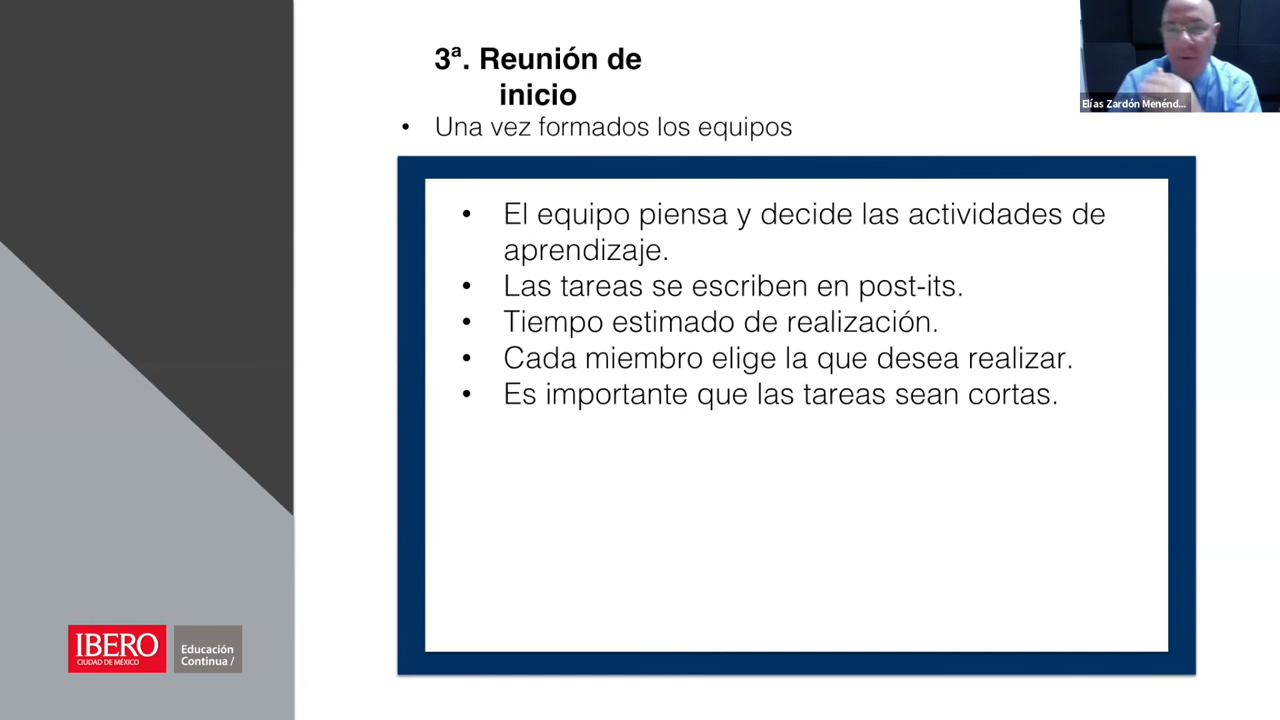 3ª. Reunión de
inicio
• Una vez formados los equipos
• El equipo piensa y decide las actividades de
aprendizaje.
• Las tareas se escriben en post-its.
• Tiempo estimado de realización.
• Cada miembro elige la que desea realizar.
• Es importante que las tareas sean cortas.
Elías Zardón Menénd...
IBERO
CIUDAD DE MÉXICO
Educación
Continua /